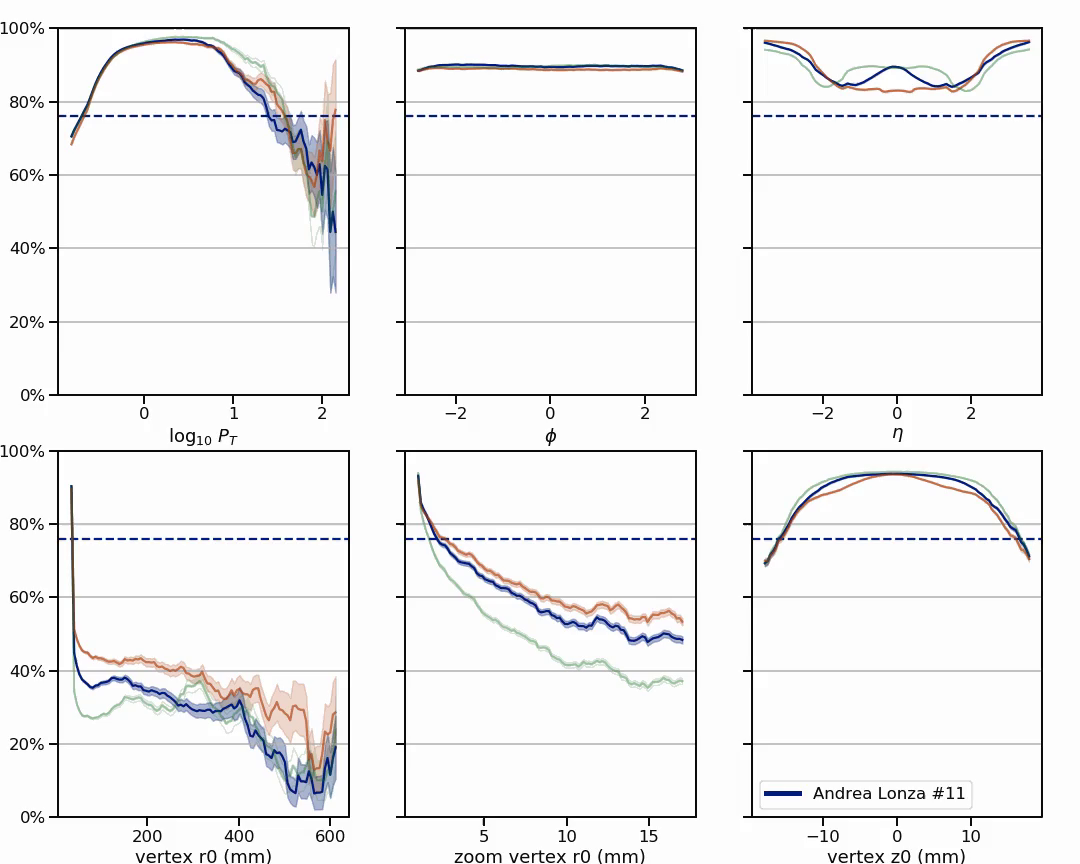 100%
80%
60%
40%
20%
0%
0 1 2
log₁₀ P_T
−2 0 2
ϕ
−2 0 2
η
100%
80%
60%
40%
20%
0%
200 400 600
vertex r0 (mm)
5 10 15
zoom vertex r0 (mm)
Andrea Lonza #11
−10 0 10
vertex z0 (mm)